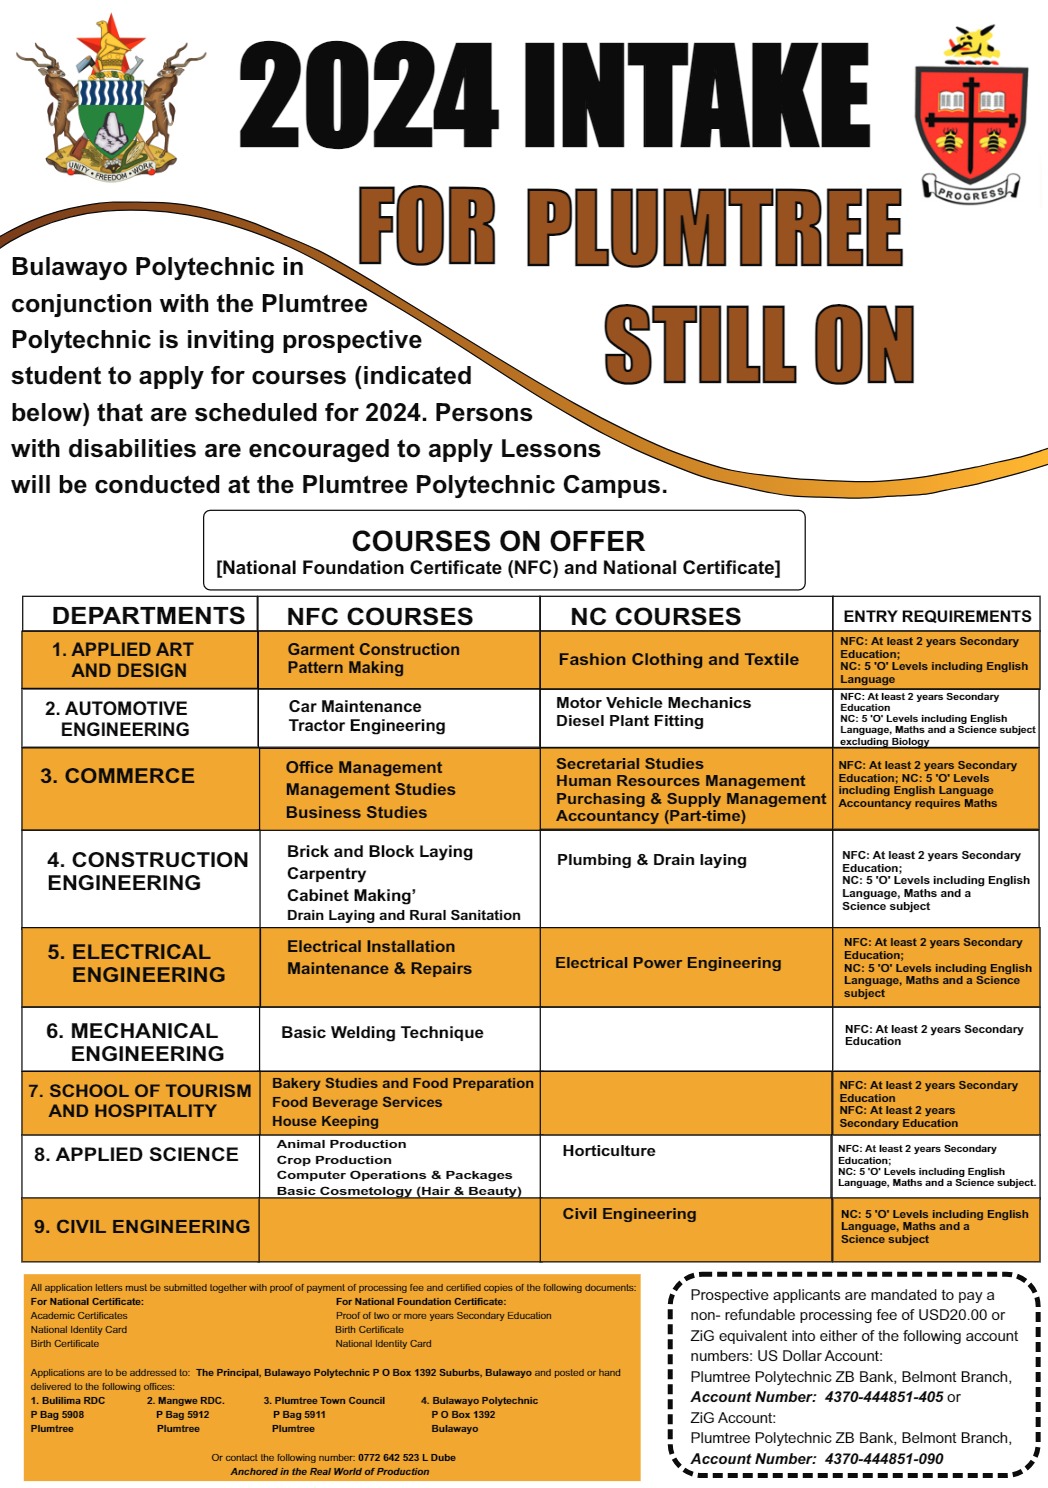 2024 INTAKE
FOR PLUMTREE
STILL ON
UNITY • FREEDOM • WORK
PROGRESS
Bulawayo Polytechnic in
conjunction with the Plumtree
Polytechnic is inviting prospective
student to apply for courses (indicated
below) that are scheduled for 2024. Persons
with disabilities are encouraged to apply Lessons
will be conducted at the Plumtree Polytechnic Campus.
COURSES ON OFFER
[National Foundation Certificate (NFC) and National Certificate]
DEPARTMENTS NFC COURSES NC COURSES ENTRY REQUIREMENTS
1. APPLIED ART
AND DESIGN
Garment Construction
Pattern Making
Fashion Clothing and Textile
NFC: At least 2 years Secondary
Education;
NC: 5 'O' Levels including English
Language
2. AUTOMOTIVE
ENGINEERING
Car Maintenance
Tractor Engineering
Motor Vehicle Mechanics
Diesel Plant Fitting
NFC: At least 2 years Secondary
Education
NC: 5 'O' Levels including English
Language, Maths and a Science subject
excluding Biology
3. COMMERCE
Office Management
Management Studies
Business Studies
Secretarial Studies
Human Resources Management
Purchasing & Supply Management
Accountancy (Part-time)
NFC: At least 2 years Secondary
Education; NC: 5 'O' Levels
including English Language
Accountancy requires Maths
4. CONSTRUCTION
ENGINEERING
Brick and Block Laying
Carpentry
Cabinet Making’
Drain Laying and Rural Sanitation
Plumbing & Drain laying
NFC: At least 2 years Secondary
Education;
NC: 5 'O' Levels including English
Language, Maths and a
Science subject
5. ELECTRICAL
ENGINEERING
Electrical Installation
Maintenance & Repairs
Electrical Power Engineering
NFC: At least 2 years Secondary
Education;
NC: 5 'O' Levels including English
Language, Maths and a Science
subject
6. MECHANICAL
ENGINEERING
Basic Welding Technique
NFC: At least 2 years Secondary
Education
7. SCHOOL OF TOURISM
AND HOSPITALITY
Bakery Studies and Food Preparation
Food Beverage Services
House Keeping
NFC: At least 2 years Secondary
Education
NFC: At least 2 years
Secondary Education
8. APPLIED SCIENCE
Animal Production
Crop Production
Computer Operations & Packages
Basic Cosmetology (Hair & Beauty)
Horticulture
NFC: At least 2 years Secondary
Education;
NC: 5 'O' Levels including English
Language, Maths and a Science subject.
9. CIVIL ENGINEERING
Civil Engineering
NC: 5 'O' Levels including English
Language, Maths and a
Science subject
All application letters must be submitted together with proof of payment of processing fee and certified copies of the following documents:
For National Certificate:
Academic Certificates
National Identity Card
Birth Certificate
For National Foundation Certificate:
Proof of two or more years Secondary Education
Birth Certificate
National Identity Card
Applications are to be addressed to: The Principal, Bulawayo Polytechnic P O Box 1392 Suburbs, Bulawayo and posted or hand
delivered to the following offices:
1. Bulilima RDC 2. Mangwe RDC. 3. Plumtree Town Council 4. Bulawayo Polytechnic
P Bag 5908 P Bag 5912 P Bag 5911 P O Box 1392
Plumtree Plumtree Plumtree Bulawayo
Or contact the following number: 0772 642 523 L Dube
Anchored in the Real World of Production
Prospective applicants are mandated to pay a
non- refundable processing fee of USD20.00 or
ZiG equivalent into either of the following account
numbers: US Dollar Account:
Plumtree Polytechnic ZB Bank, Belmont Branch,
Account Number: 4370-444851-405 or
ZiG Account:
Plumtree Polytechnic ZB Bank, Belmont Branch,
Account Number: 4370-444851-090